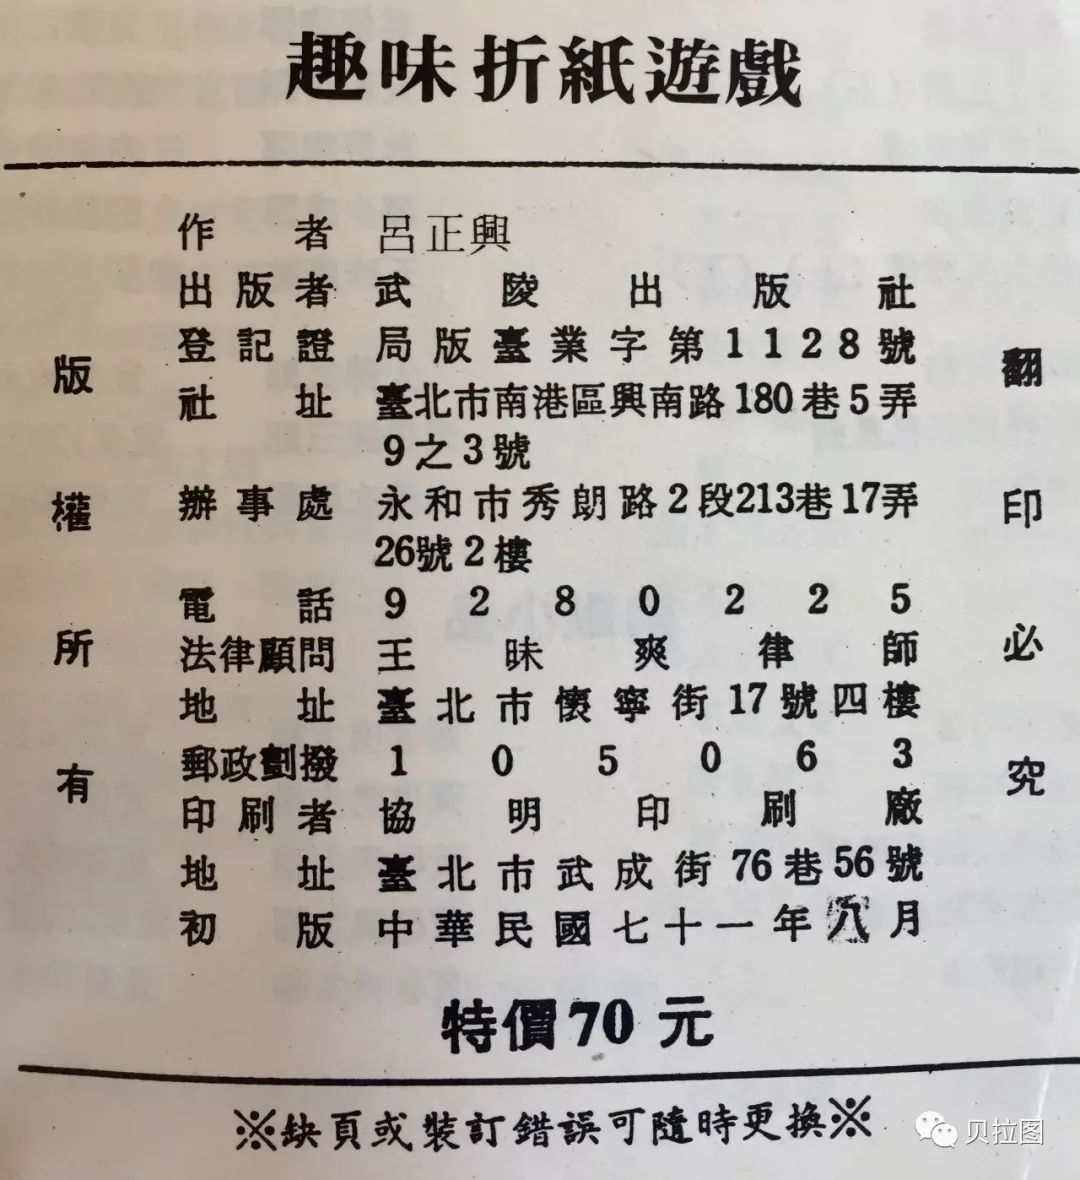 趣味折紙遊戲
版權所有
翻印必究
作者 呂正興
出版者 武陵出版社
登記證 局版臺業字第1128號
社址 臺北市南港區興南路180巷5弄
9之3號
辦事處 永和市秀朗路2段213巷17弄
26號2樓
電話 9280225
法律顧問 王昧爽律師
地址 臺北市懷寧街17號四樓
郵政劃撥 105063
印刷者 協明印刷廠
地址 臺北市武成街76巷56號
初版 中華民國七十一年八月
特價70元
※缺頁或裝訂錯誤可隨時更換※
贝拉图